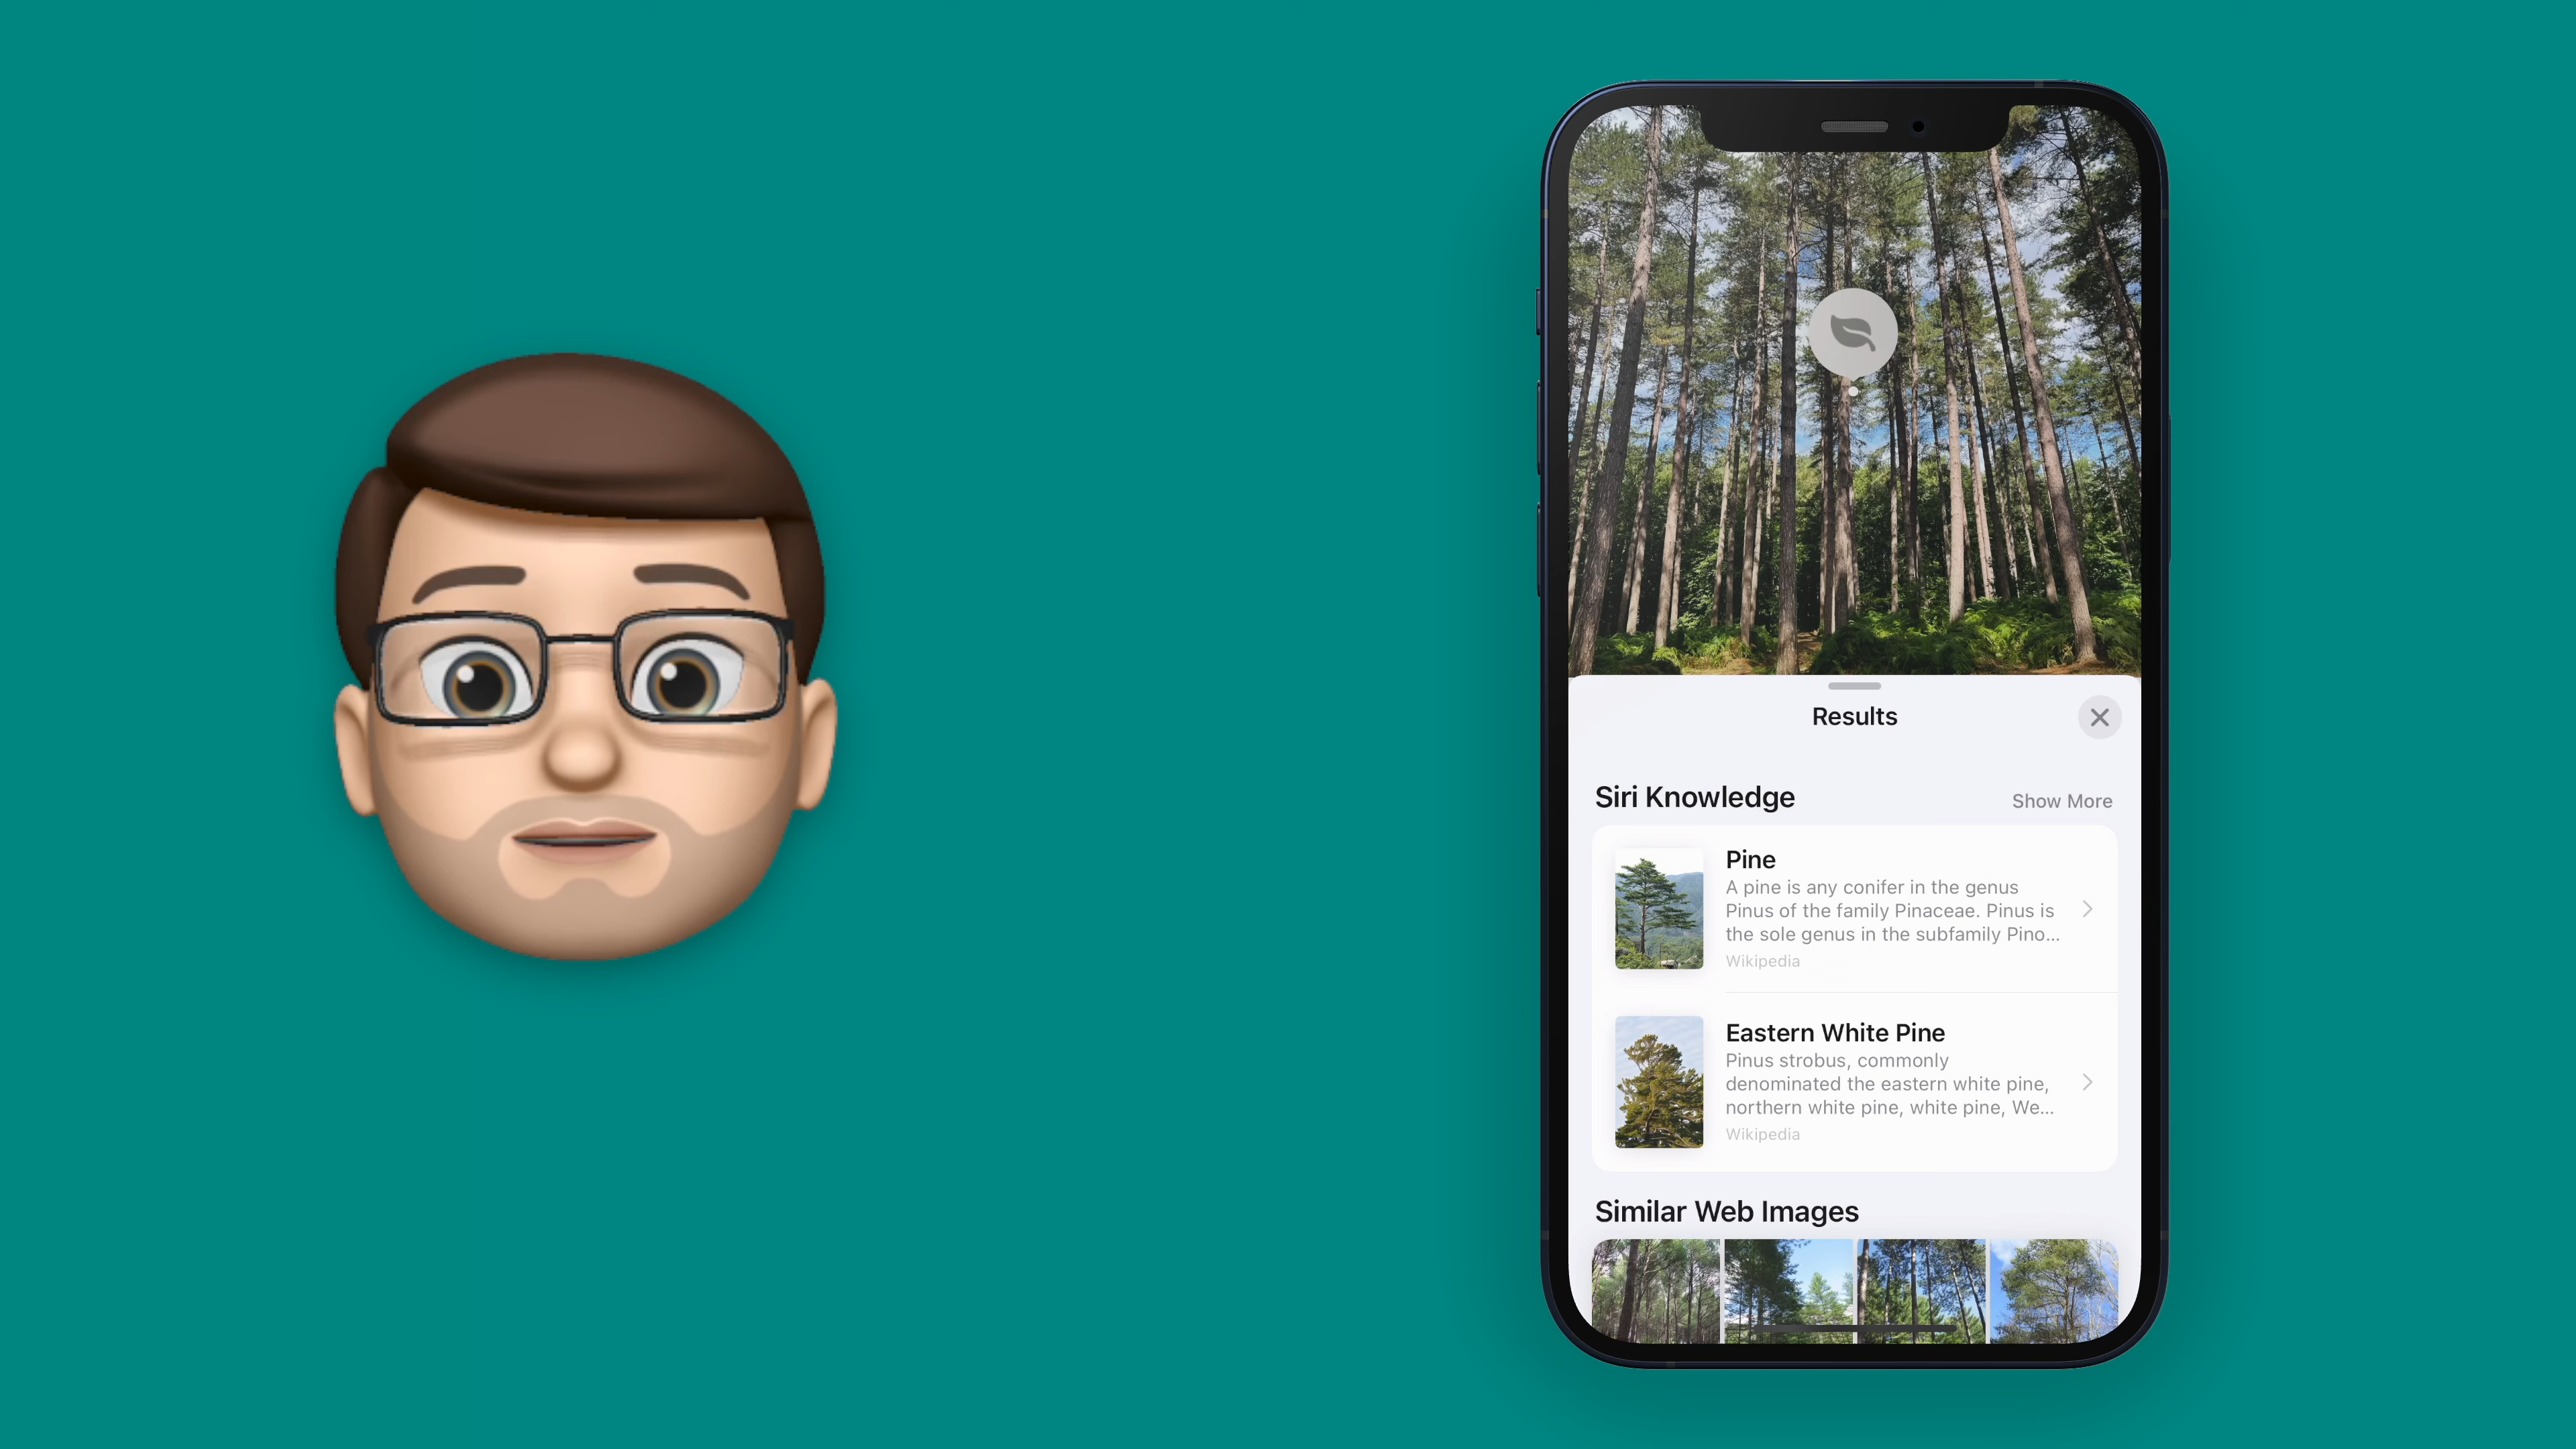 Results
Siri Knowledge
Show More
Pine
A pine is any conifer in the genus
Pinus of the family Pinaceae. Pinus is
the sole genus in the subfamily Pino...
Wikipedia
Eastern White Pine
Pinus strobus, commonly
denominated the eastern white pine,
northern white pine, white pine, We...
Wikipedia
Similar Web Images